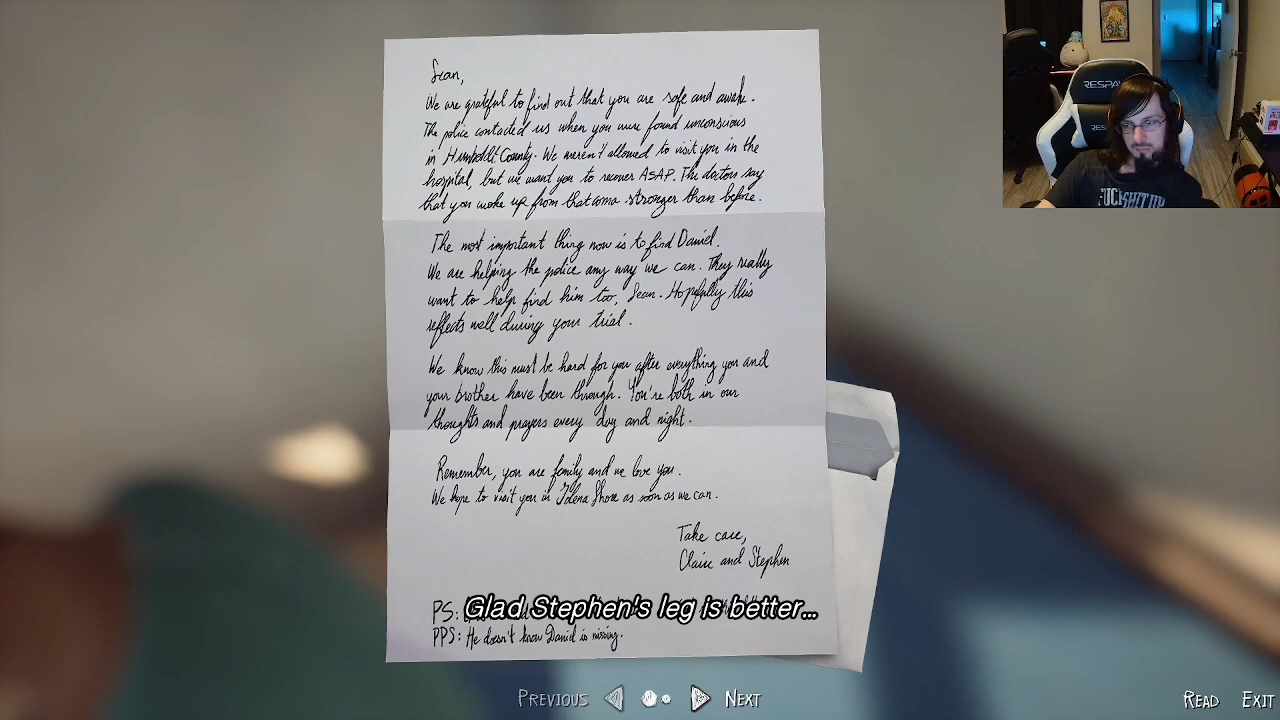 Sean,
We are grateful to find out that you are safe and awake.
The police contacted us when you were found unconscious
in Humboldt County. We weren't allowed to visit you in the
hospital, but we want you to recover ASAP. The doctors say
that you woke up from that coma stronger than before.
The most important thing now is to find Daniel.
We are helping the police any way we can. They really
want to help find him too, Sean. Hopefully this
reflects well during your trial.
We know this must be hard for you after everything you and
your brother have been through. You're both in our
thoughts and prayers every day and night.
Remember, you are family and we love you.
We hope to visit you in Shore as soon as we can.
Take care,
Claire and Stephen
PS:
Glad Stephen's leg is better...
PPS: He doesn't know Daniel is missing.
PREVIOUS NEXT
READ EXIT
RESPAW
RES
FUCKSHIT UP